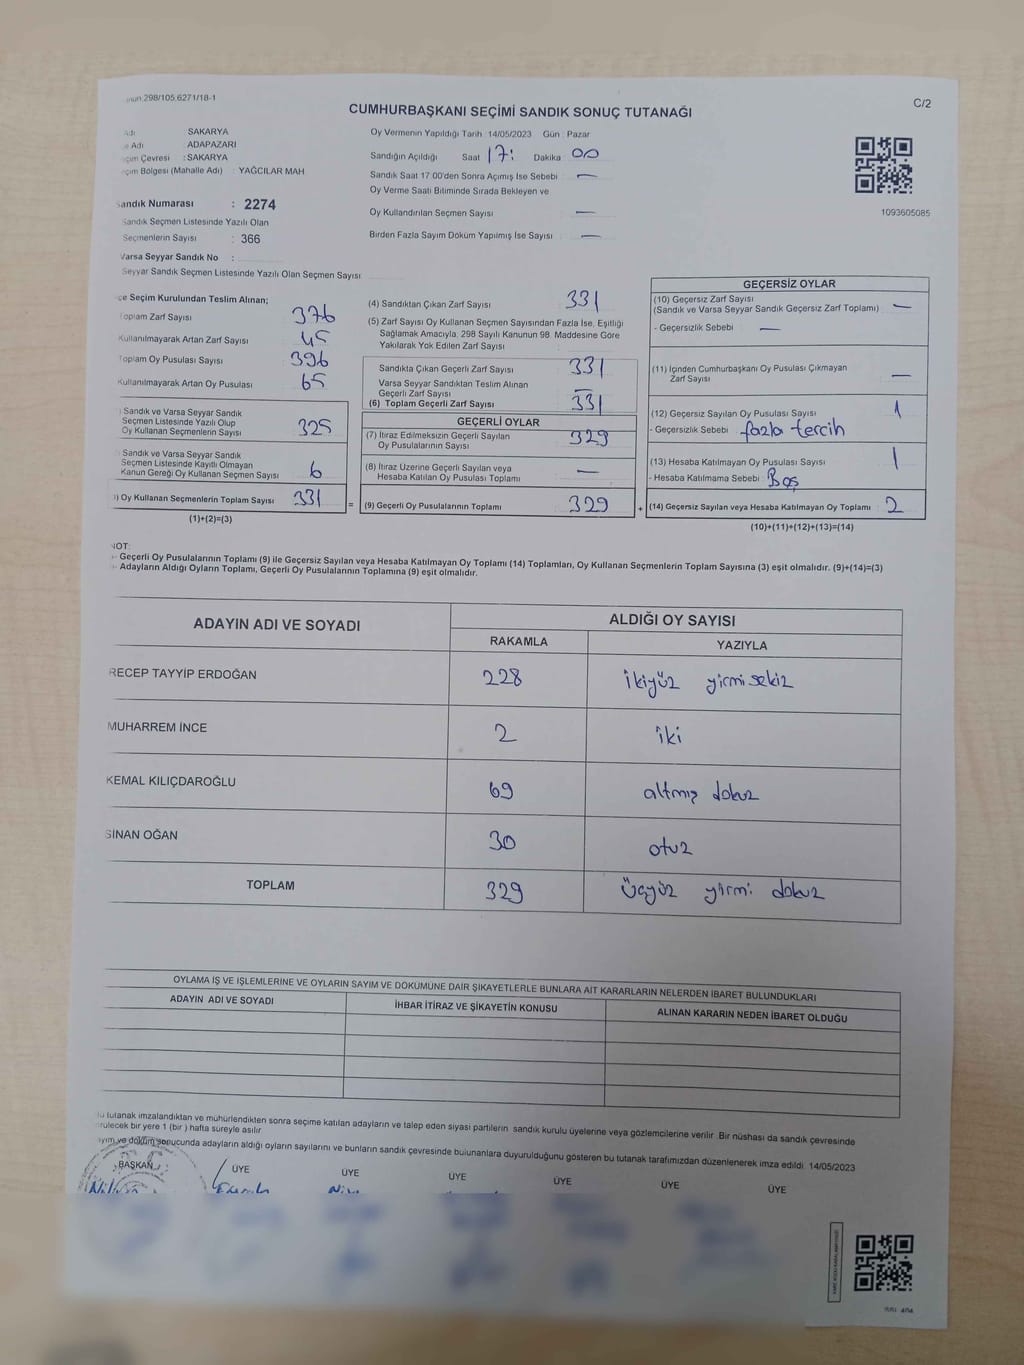 298/105.6271/18-1
C/2
CUMHURBAŞKANI SEÇİMİ SANDIK SONUÇ TUTANAĞI
Adı SAKARYA
Adı : ADAPAZARI
Çevresi : SAKARYA
Bölgesi (Mahalle Adı) : YAĞCILAR MAH
Sandık Numarası : 2274
Sandık Seçmen Listesinde Yazılı Olan
Seçmenlerin Sayısı : 366
Varsa Seyyar Sandık No :
Seyyar Sandık Seçmen Listesinde Yazılı Olan Seçmen Sayısı
Oy Vermenin Yapıldığı Tarih : 14/05/2023 Gün : Pazar
Sandığın Açıldığı Saat 17: Dakika 00
Sandık Saat 17:00'den Sonra Açımış İse Sebebi —
Oy Verme Saati Bitiminde Sırada Bekleyen ve
Oy Kullandırılan Seçmen Sayısı —
Birden Fazla Sayım Döküm Yapılmış İse Sayısı —
1093605085
Seçim Kurulundan Teslim Alınan;
Toplam Zarf Sayısı 376
Kullanılmayarak Artan Zarf Sayısı 45
Toplam Oy Pusulası Sayısı 396
Kullanılmayarak Artan Oy Pusulası 65
Sandık ve Varsa Seyyar Sandık
Seçmen Listesinde Yazılı Olup
Oy Kullanan Seçmenlerin Sayısı 325
Sandık ve Varsa Seyyar Sandık
Seçmen Listesinde Kayıtlı Olmayan
Kanun Gereği Oy Kullanan Seçmen Sayısı 6
) Oy Kullanan Seçmenlerin Toplam Sayısı 331 =
(1)+(2)=(3)
(4) Sandıktan Çıkan Zarf Sayısı 331
(5) Zarf Sayısı Oy Kullanan Seçmen Sayısından Fazla İse, Eşitliği
Sağlamak Amacıyla, 298 Sayılı Kanunun 98. Maddesine Göre
Yakılarak Yok Edilen Zarf Sayısı
Sandıkta Çıkan Geçerli Zarf Sayısı 331
Varsa Seyyar Sandıktan Teslim Alınan
Geçerli Zarf Sayısı —
(6) Toplam Geçerli Zarf Sayısı 331
GEÇERLİ OYLAR
(7) İtiraz Edilmeksizin Geçerli Sayılan
Oy Pusulalarının Sayısı 329
(8) İtiraz Üzerine Geçerli Sayılan veya
Hesaba Katılan Oy Pusulası Toplamı —
(9) Geçerli Oy Pusulalarının Toplamı 329 +
GEÇERSİZ OYLAR
(10) Geçersiz Zarf Sayısı
(Sandık ve Varsa Seyyar Sandık Geçersiz Zarf Toplamı) —
- Geçersizlik Sebebi —
(11) İçinden Cumhurbaşkanı Oy Pusulası Çıkmayan
Zarf Sayısı —
(12) Geçersiz Sayılan Oy Pusulası Sayısı 1
- Geçersizlik Sebebi fazla tercih
(13) Hesaba Katılmayan Oy Pusulası Sayısı 1
- Hesaba Katılmama Sebebi Boş
(14) Geçersiz Sayılan veya Hesaba Katılmayan Oy Toplamı 2
(10)+(11)+(12)+(13)=(14)
NOT:
- Geçerli Oy Pusulalarının Toplamı (9) ile Geçersiz Sayılan veya Hesaba Katılmayan Oy Toplamı (14) Toplamları, Oy Kullanan Seçmenlerin Toplam Sayısına (3) eşit olmalıdır. (9)+(14)=(3)
- Adayların Aldığı Oyların Toplamı, Geçerli Oy Pusulalarının Toplamına (9) eşit olmalıdır.
ADAYIN ADI VE SOYADI
ALDIĞI OY SAYISI
RAKAMLA YAZIYLA
RECEP TAYYİP ERDOĞAN 228 ikiyüz yirmi sekiz
MUHARREM İNCE 2 iki
KEMAL KILIÇDAROĞLU 69 altmış dokuz
SİNAN OĞAN 30 otuz
TOPLAM 329 üçyüz yirmi dokuz
OYLAMA İŞ VE İŞLEMLERİNE VE OYLARIN SAYIM VE DÖKÜMÜNE DAİR ŞİKAYETLERLE BUNLARA AİT KARARLARIN NELERDEN İBARET BULUNDUKLARI
ADAYIN ADI VE SOYADI İHBAR İTİRAZ VE ŞİKAYETİN KONUSU ALINAN KARARIN NEDEN İBARET OLDUĞU
tutanak imzalandıktan ve mühürlendikten sonra seçime katılan adayların ve talep eden siyasi partilerin sandık kurulu üyelerine veya gözlemcilerine verilir. Bir nüshası da sandık çevresinde
bir yere 1 (bir ) hafta süreyle asılır.
ve döküm sonucunda adayların aldığı oyların sayılarını ve bunların sandık çevresinde bulunanlara duyurulduğunu gösteren bu tutanak tarafımızdan düzenlenerek imza edildi. 14/05/2023
BAŞKAN ÜYE ÜYE ÜYE ÜYE ÜYE ÜYE